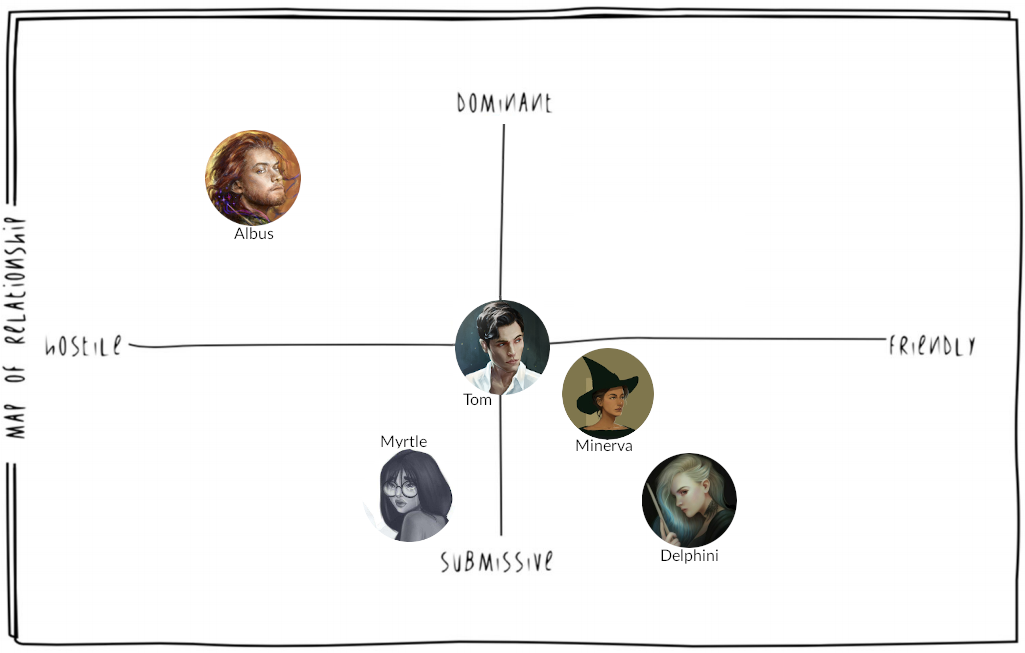 DOMINANT
Albus
MAP OF RELATIONSHIP
HOSTILE
FRIENDLY
Tom
Minerva
Myrtle
Delphini
SUBMISSIVE